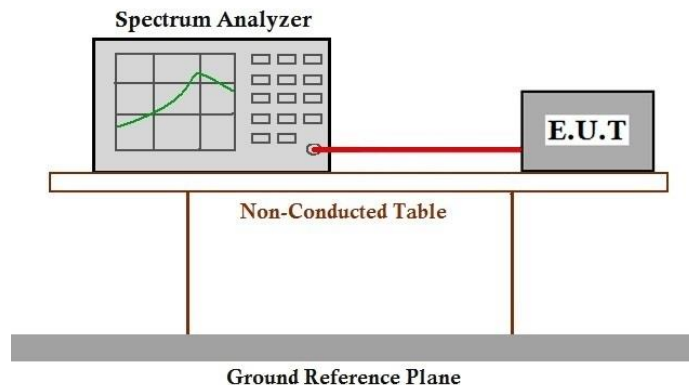 Spectrum Analyzer
E.U.T
Non-Conducted Table
Ground Reference Plane